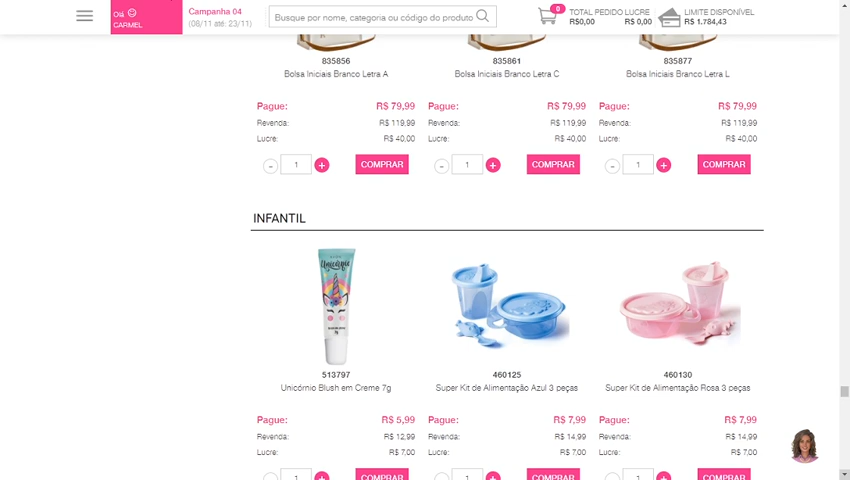 Olá
CARMEL
Campanha 04
(08/11 até: 23/11)
Busque por nome, categoria ou código do produto
0
TOTAL PEDIDO LUCRE
R$0,00 R$ 0,00
LIMITE DISPONÍVEL
R$ 1.784,43
835856
Bolsa Iniciais Branco Letra A
Pague: R$ 79,99
Revenda: R$ 119,99
Lucre: R$ 40,00
- 1 + COMPRAR
835861
Bolsa Iniciais Branco Letra C
Pague: R$ 79,99
Revenda: R$ 119,99
Lucre: R$ 40,00
- 1 + COMPRAR
835877
Bolsa Iniciais Branco Letra L
Pague: R$ 79,99
Revenda: R$ 119,99
Lucre: R$ 40,00
- 1 + COMPRAR
INFANTIL
Unicórnio
513797
Unicórnio Blush em Creme 7g
Pague: R$ 5,99
Revenda: R$ 12,99
Lucre: R$ 7,00
- 1 + COMPRAR
460125
Super Kit de Alimentação Azul 3 peças
Pague: R$ 7,99
Revenda: R$ 14,99
Lucre: R$ 7,00
- 1 + COMPRAR
460130
Super Kit de Alimentação Rosa 3 peças
Pague: R$ 7,99
Revenda: R$ 14,99
Lucre: R$ 7,00
- 1 + COMPRAR